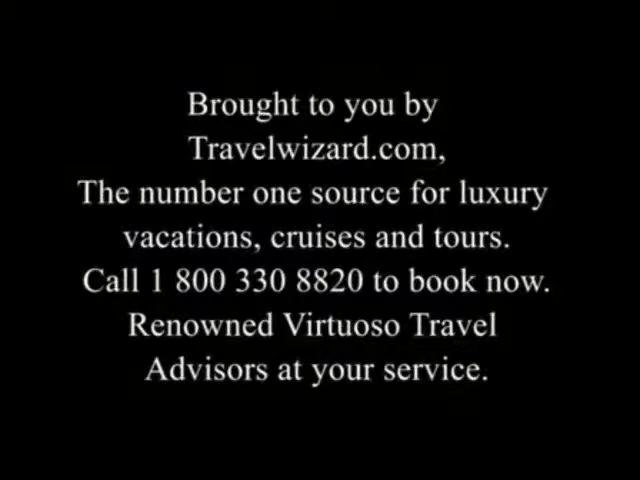 Brought to you by
Travelwizard.com,
The number one source for luxury
vacations, cruises and tours.
Call 1 800 330 8820 to book now.
Renowned Virtuoso Travel
Advisors at your service.